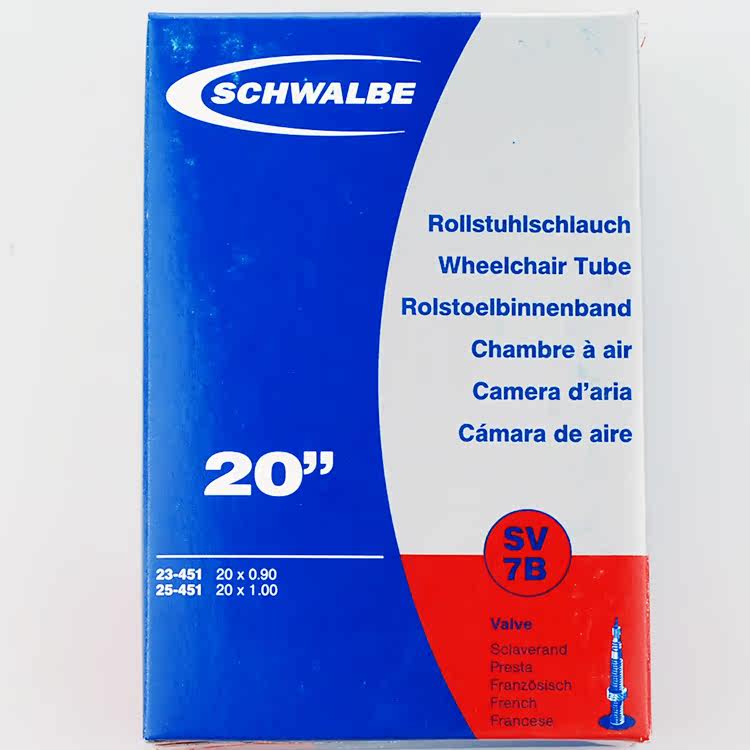 SCHWALBE
Rollstuhlschlauch
Wheelchair Tube
Rolstoelbinnenband
Chambre à air
Camera d'aria
Cámara de aire
20”
23-451 20 x 0.90
25-451 20 x 1.00
SV
7B
Valve
Sclaverand
Presta
Französisch
French
Francese